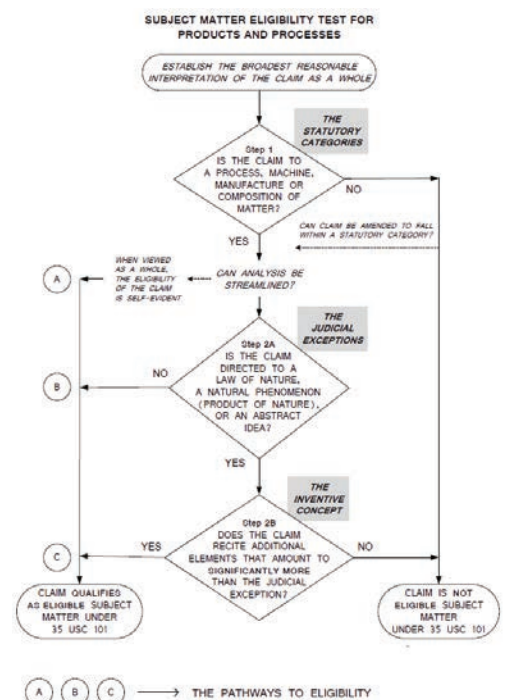 SUBJECT MATTER ELIGIBILITY TEST FOR
PRODUCTS AND PROCESSES
ESTABLISH THE BROADEST REASONABLE
INTERPRETATION OF THE CLAIM AS A WHOLE
THE
STATUTORY
CATEGORIES
Step 1
IS THE CLAIM TO
A PROCESS, MACHINE,
MANUFACTURE OR
COMPOSITION OF
MATTER?
NO
YES
CAN CLAIM BE AMENDED TO FALL
WITHIN A STATUTORY CATEGORY?
A
WHEN VIEWED
AS A WHOLE,
THE ELIGIBILITY
OF THE CLAIM
IS SELF-EVIDENT
CAN ANALYSIS BE
STREAMLINED?
THE
JUDICIAL
EXCEPTIONS
B
NO
Step 2A
IS THE CLAIM
DIRECTED TO A
LAW OF NATURE,
A NATURAL PHENOMENON
(PRODUCT OF NATURE),
OR AN ABSTRACT
IDEA?
YES
THE
INVENTIVE
CONCEPT
C
YES
Step 2B
DOES THE CLAIM
RECITE ADDITIONAL
ELEMENTS THAT AMOUNT TO
SIGNIFICANTLY MORE
THAN THE JUDICIAL
EXCEPTION?
NO
CLAIM QUALIFIES
AS ELIGIBLE SUBJECT
MATTER UNDER
35 USC 101
CLAIM IS NOT
ELIGIBLE SUBJECT
MATTER
UNDER 35 USC 101
A B C THE PATHWAYS TO ELIGIBILITY